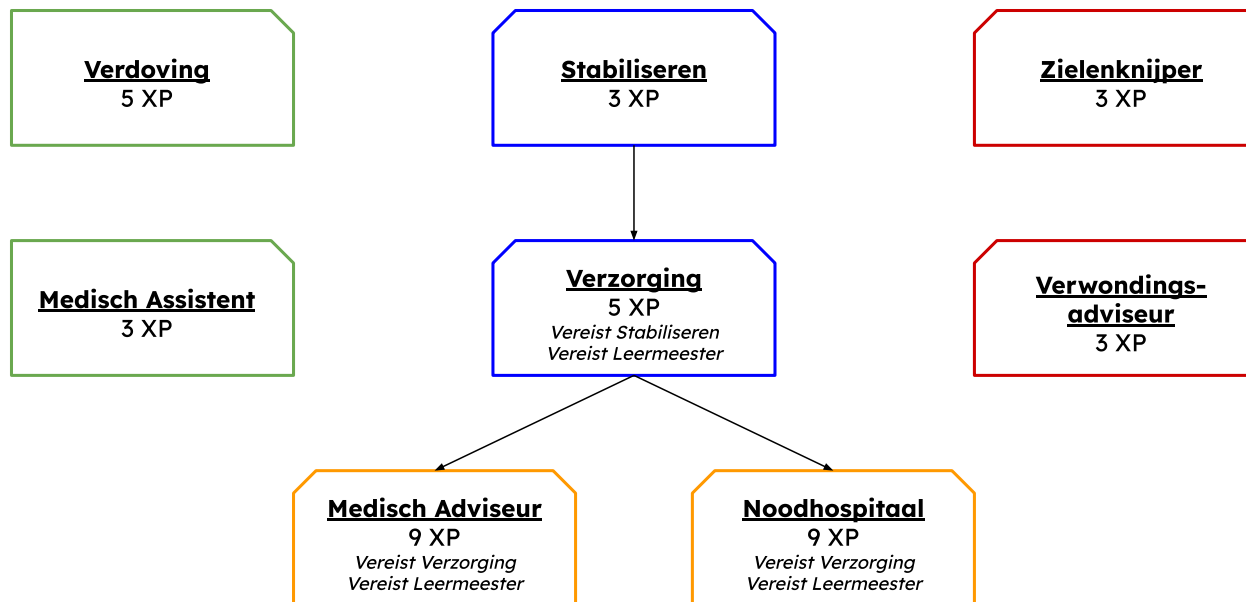 Verdoving
5 XP
Stabiliseren
3 XP
Zielenknijper
3 XP
Medisch Assistent
3 XP
Verzorging
5 XP
Vereist Stabiliseren
Vereist Leermeester
Verwondings-
adviseur
3 XP
Medisch Adviseur
9 XP
Vereist Verzorging
Vereist Leermeester
Noodhospitaal
9 XP
Vereist Verzorging
Vereist Leermeester